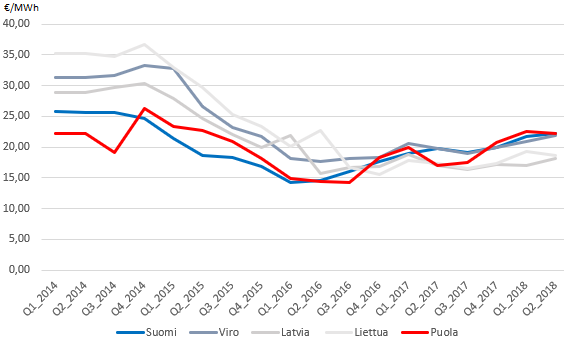 €/MWh
40,00
35,00
30,00
25,00
20,00
15,00
10,00
5,00
0,00
Q1_2014
Q2_2014
Q3_2014
Q4_2014
Q1_2015
Q2_2015
Q3_2015
Q4_2015
Q1_2016
Q2_2016
Q3_2016
Q4_2016
Q1_2017
Q2_2017
Q3_2017
Q4_2017
Q1_2018
Q2_2018
Suomi Viro Latvia Liettua Puola